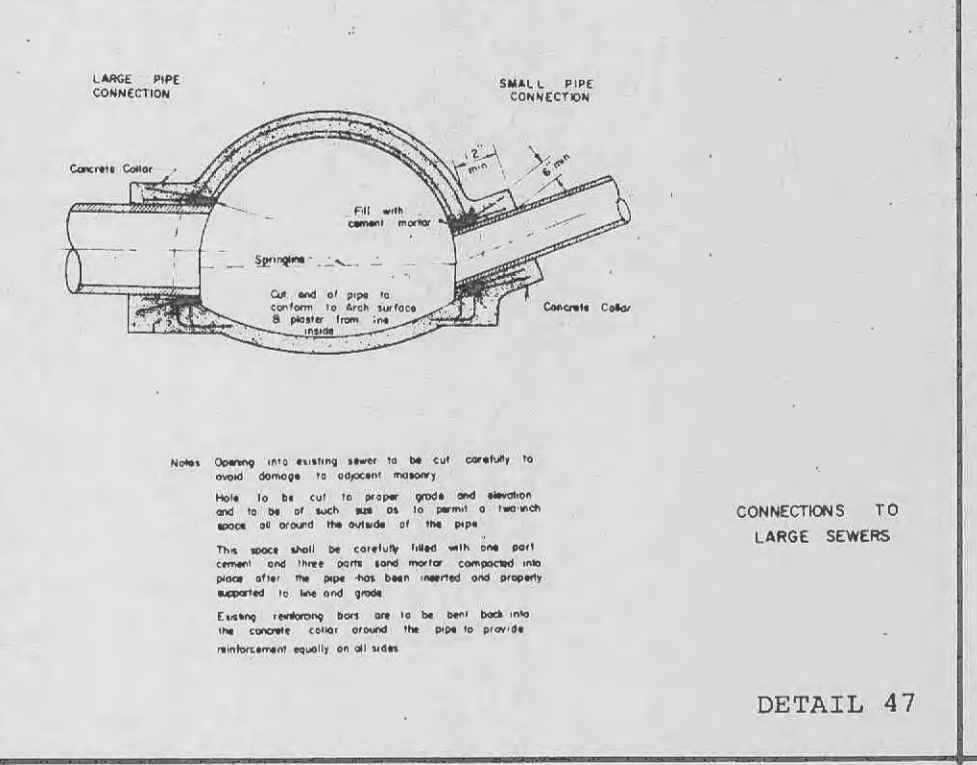 LARGE PIPE
CONNECTION
SMALL PIPE
CONNECTION
Concrete Collar
12"
min
6" min
Fill with
cement mortar
Springline
Cut end of pipe to
conform to Arch surface
& plaster from the
inside
Concrete Collar
Notes Opening into existing sewer to be cut carefully to
avoid damage to adjacent masonry
Hole to be cut to proper grade and elevation
and to be of such size as to permit a two-inch
space all around the outside of the pipe
This space shall be carefully filled with one part
cement and three parts sand mortar compacted into
place after the pipe has been inserted and properly
supported to line and grade
Existing reinforcing bars are to be bent back into
the concrete collar around the pipe to provide
reinforcement equally on all sides
CONNECTIONS TO
LARGE SEWERS
DETAIL 47